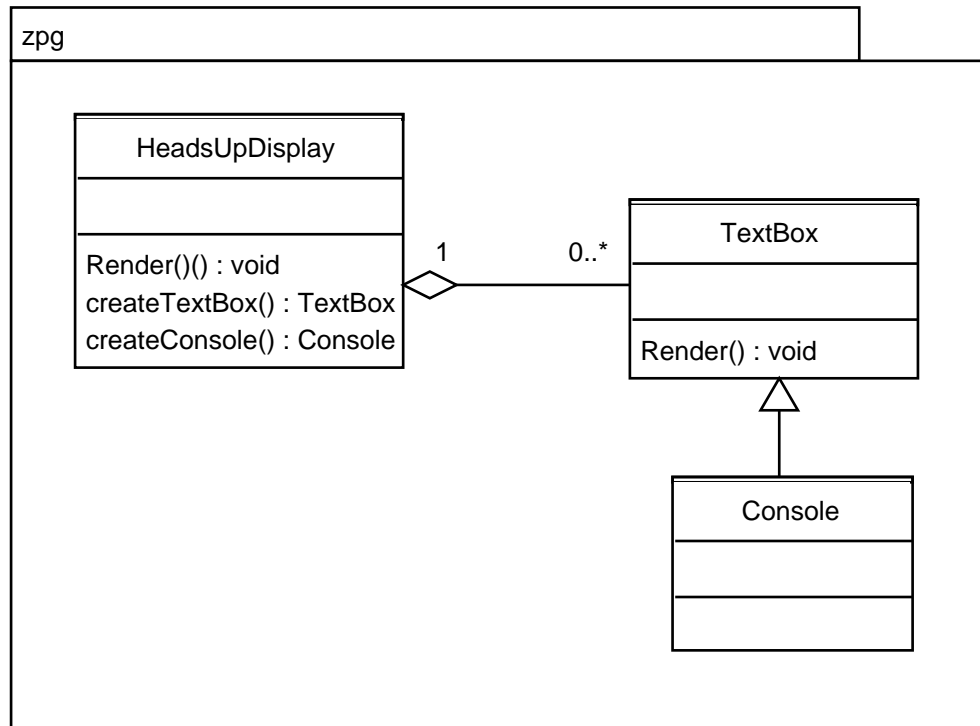 zpg
HeadsUpDisplay
Render()() : void
createTextBox() : TextBox
createConsole() : Console
1
0..*
TextBox
Render() : void
Console